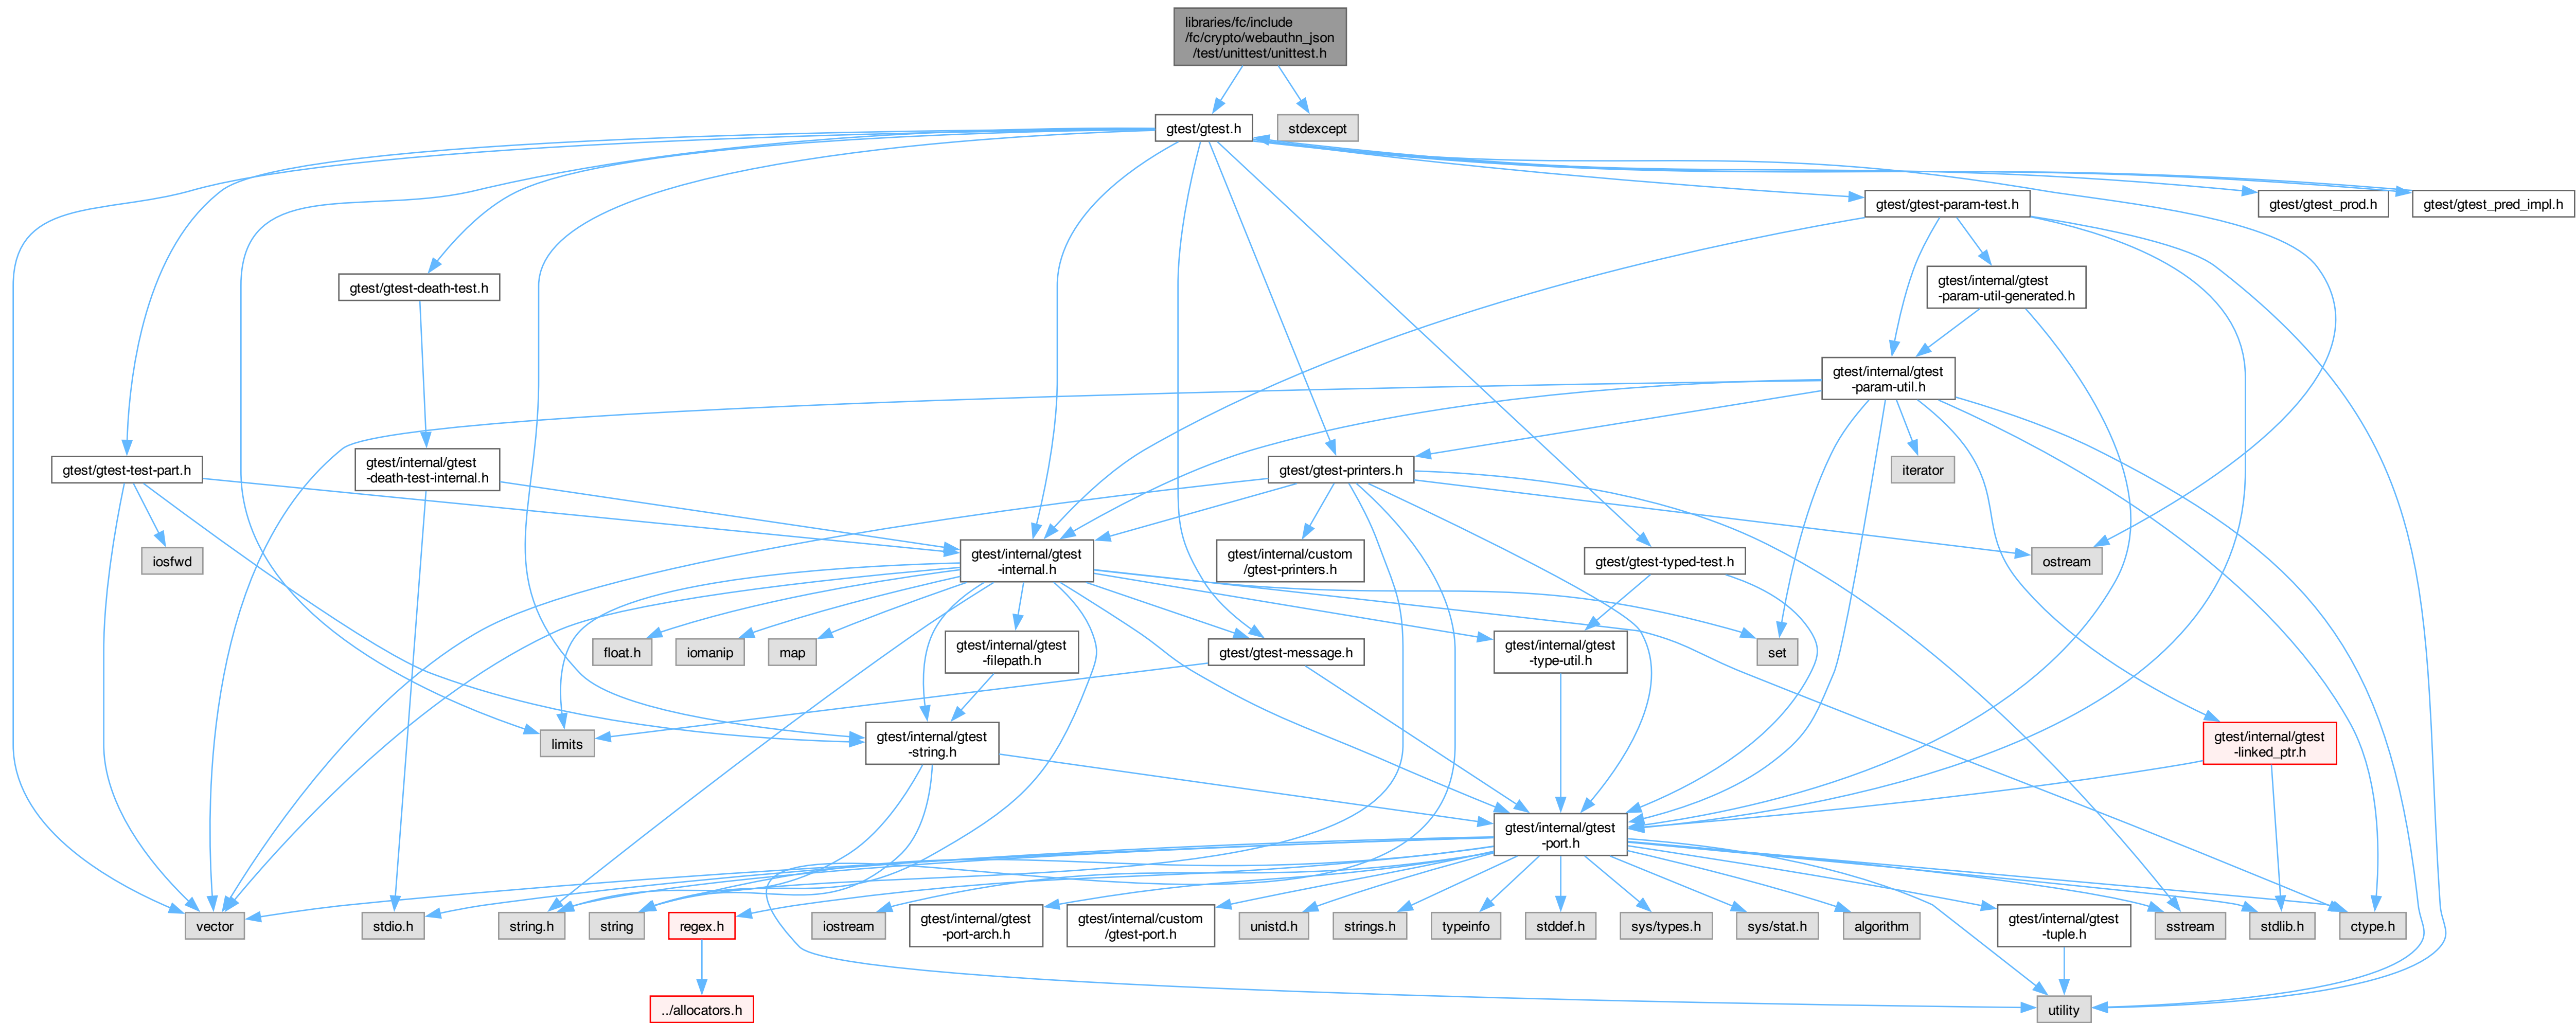 libraries/fc/include
/fc/crypto/webauthn_json
/test/unittest/unittest.h
gtest/gtest.h
stdexcept
gtest/gtest-param-test.h
gtest/gtest_prod.h
gtest/gtest_pred_impl.h
gtest/gtest-death-test.h
gtest/internal/gtest
-param-util-generated.h
gtest/internal/gtest
-param-util.h
gtest/gtest-test-part.h
gtest/internal/gtest
-death-test-internal.h
gtest/gtest-printers.h
iterator
iosfwd
gtest/internal/gtest
-internal.h
gtest/internal/custom
/gtest-printers.h
gtest/gtest-typed-test.h
ostream
float.h
iomanip
map
gtest/internal/gtest
-filepath.h
gtest/gtest-message.h
gtest/internal/gtest
-type-util.h
set
limits
gtest/internal/gtest
-string.h
gtest/internal/gtest
-linked_ptr.h
gtest/internal/gtest
-port.h
vector
stdio.h
string.h
string
regex.h
iostream
gtest/internal/gtest
-port-arch.h
gtest/internal/custom
/gtest-port.h
unistd.h
strings.h
typeinfo
stddef.h
sys/types.h
sys/stat.h
algorithm
gtest/internal/gtest
-tuple.h
sstream
stdlib.h
ctype.h
../allocators.h
utility